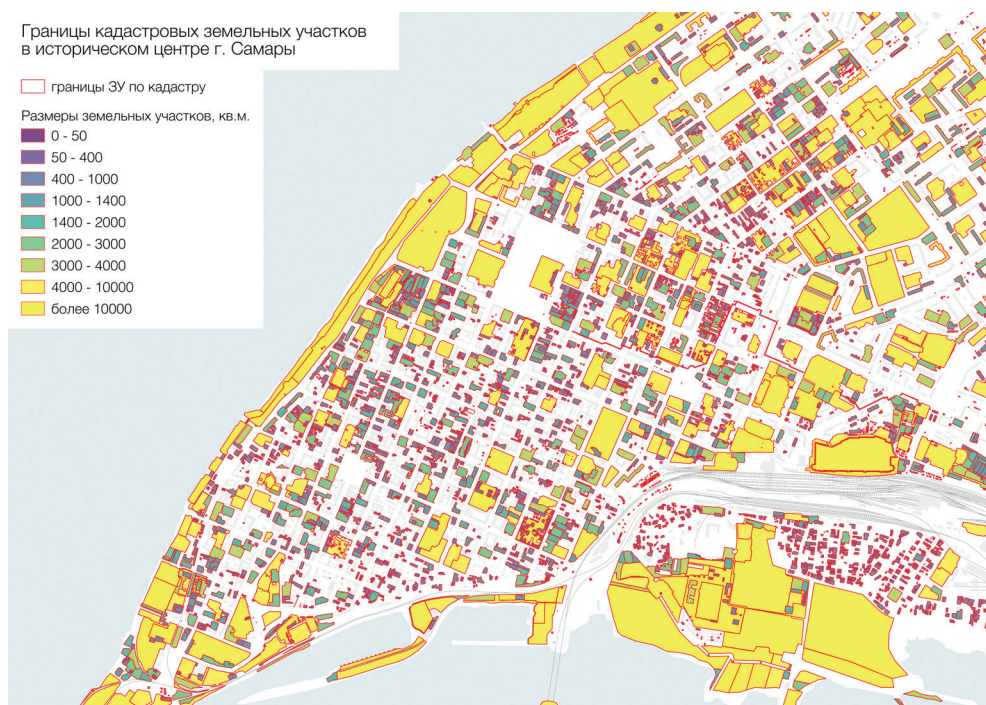 Границы кадастровых земельных участков
в историческом центре г. Самары
границы ЗУ по кадастру
Размеры земельных участков, кв.м.
0 - 50
50 - 400
400 - 1000
1000 - 1400
1400 - 2000
2000 - 3000
3000 - 4000
4000 - 10000
более 10000